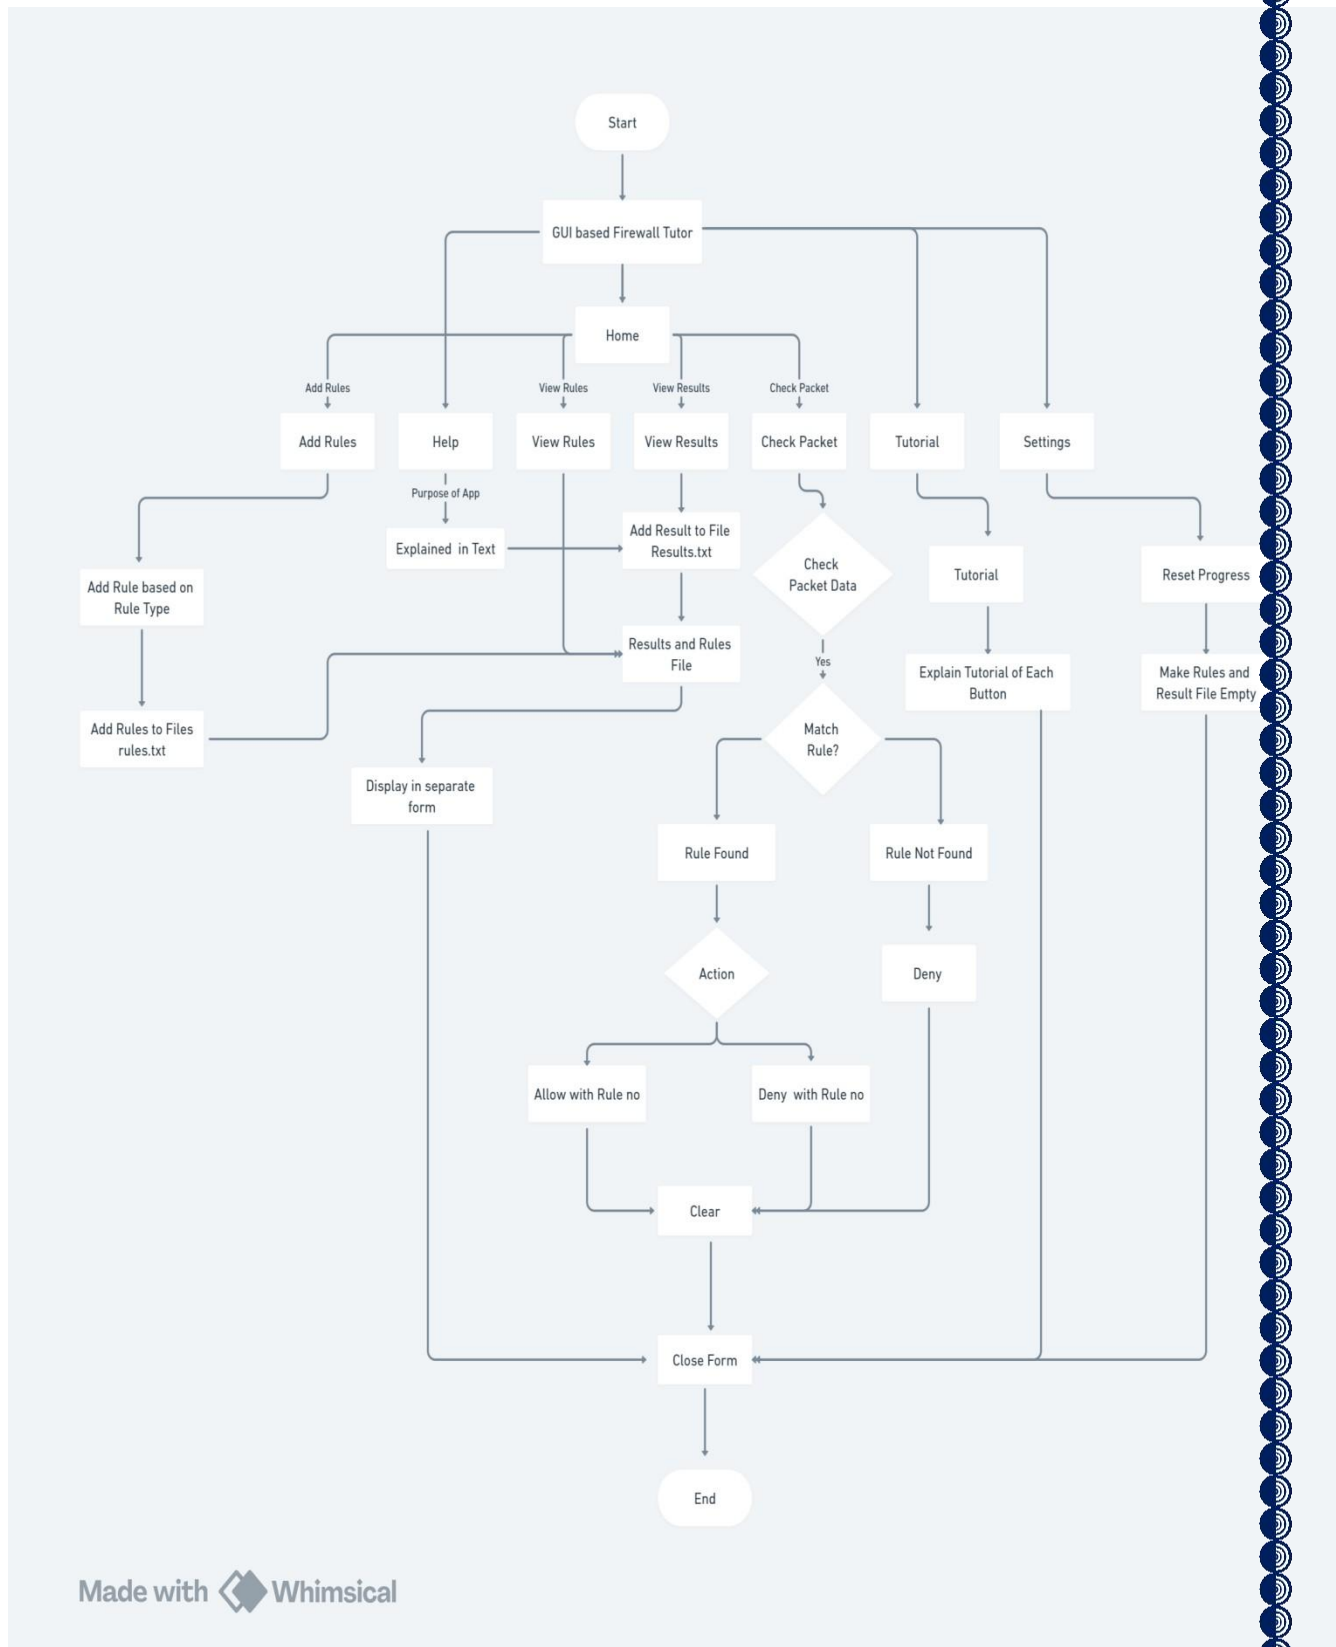 Start
GUI based Firewall Tutor
Home
Add Rules
View Rules
View Results
Check Packet
Add Rules
Help
View Rules
View Results
Check Packet
Tutorial
Settings
Purpose of App
Explained in Text
Add Result to File
Results.txt
Check
Packet Data
Tutorial
Reset Progress
Add Rule based on
Rule Type
Results and Rules
File
Yes
Explain Tutorial of Each
Button
Make Rules and
Result File Empty
Add Rules to Files
rules.txt
Match
Rule?
Display in separate
form
Rule Found
Rule Not Found
Action
Deny
Allow with Rule no
Deny with Rule no
Clear
Close Form
End
Made with Whimsical